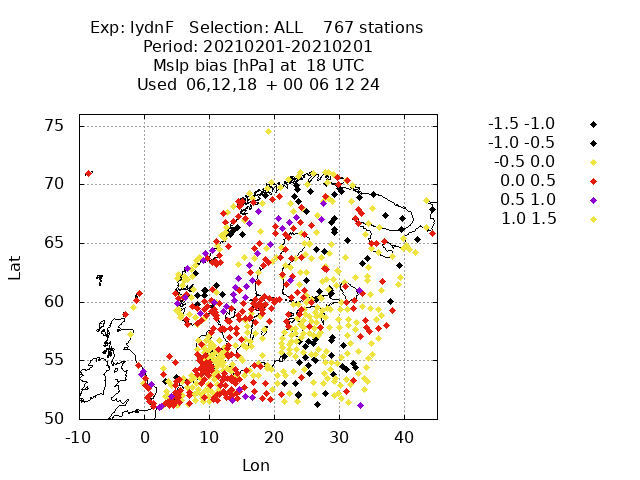 Exp: lydnF   Selection: ALL    767 stations
Period: 20210201-20210201
Mslp bias [hPa] at  18 UTC
Used  06,12,18  + 00 06 12 24
-1.5 -1.0
-1.0 -0.5
-0.5 0.0
0.0 0.5
0.5 1.0
1.0 1.5
75
70
65
60
55
50
Lat
-10 0 10 20 30 40
Lon